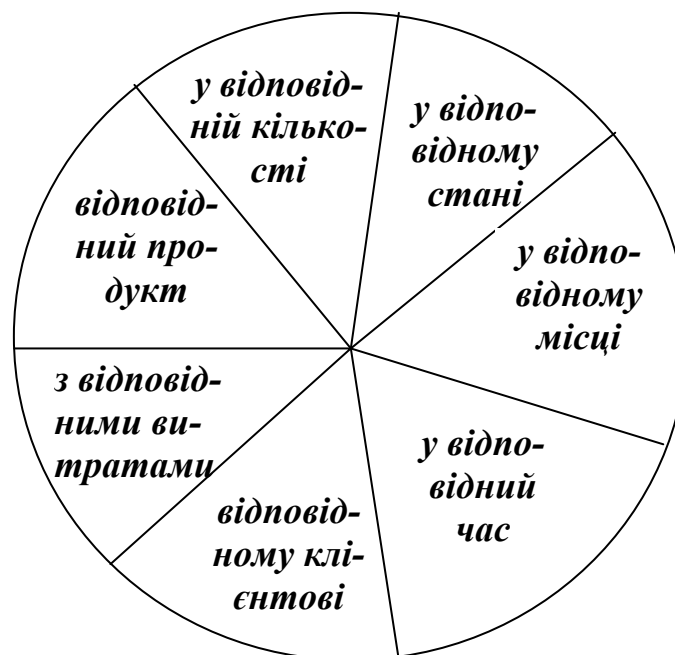 у відповід-
ній кілько-
сті
у відпо-
відному
стані
відповід-
ний про-
дукт
у відпо-
відному
місці
з відповід-
ними ви-
тратами
у відпо-
відний
час
відповід-
ному клі-
єнтові